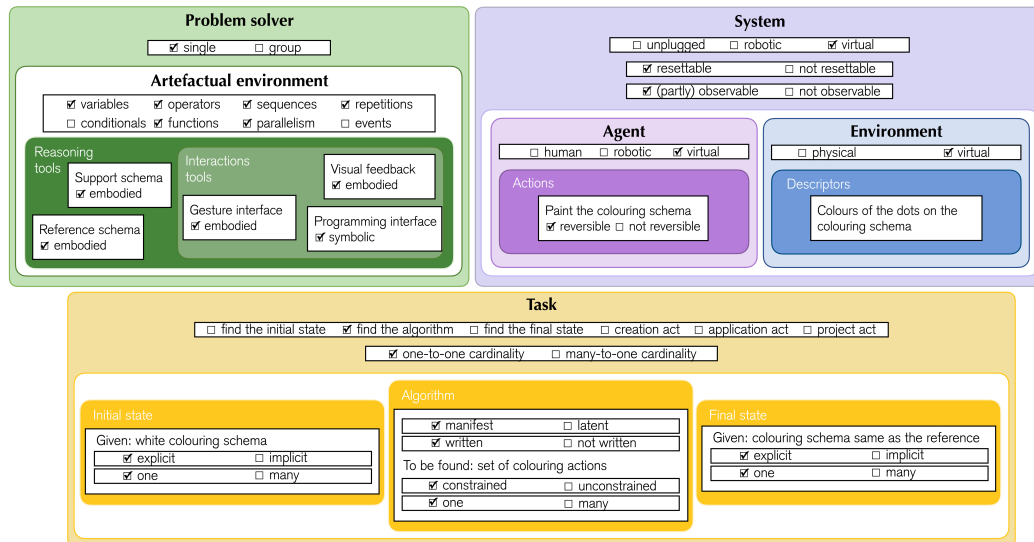 Problem solver
☑ single ☐ group
Artefactual environment
☑ variables ☑ operators ☑ sequences ☑ repetitions
☐ conditionals ☑ functions ☑ parallelism ☐ events
Reasoning
tools
Support schema
☑ embodied
Reference schema
☑ embodied
Interactions
tools
Visual feedback
☑ embodied
Gesture interface
☑ embodied
Programming interface
☑ symbolic
System
☐ unplugged ☐ robotic ☑ virtual
☑ resettable ☐ not resettable
☑ (partly) observable ☐ not observable
Agent
☐ human ☐ robotic ☑ virtual
Actions
Paint the colouring schema
☑ reversible ☐ not reversible
Environment
☐ physical ☑ virtual
Descriptors
Colours of the dots on the
colouring schema
Task
☐ find the initial state ☑ find the algorithm ☐ find the final state ☐ creation act ☐ application act ☐ project act
☑ one-to-one cardinality ☐ many-to-one cardinality
Initial state
Given: white colouring schema
☑ explicit ☐ implicit
☑ one ☐ many
Algorithm
☑ manifest ☐ latent
☑ written ☐ not written
To be found: set of colouring actions
☑ constrained ☐ unconstrained
☑ one ☐ many
Final state
Given: colouring schema same as the reference
☑ explicit ☐ implicit
☑ one ☐ many